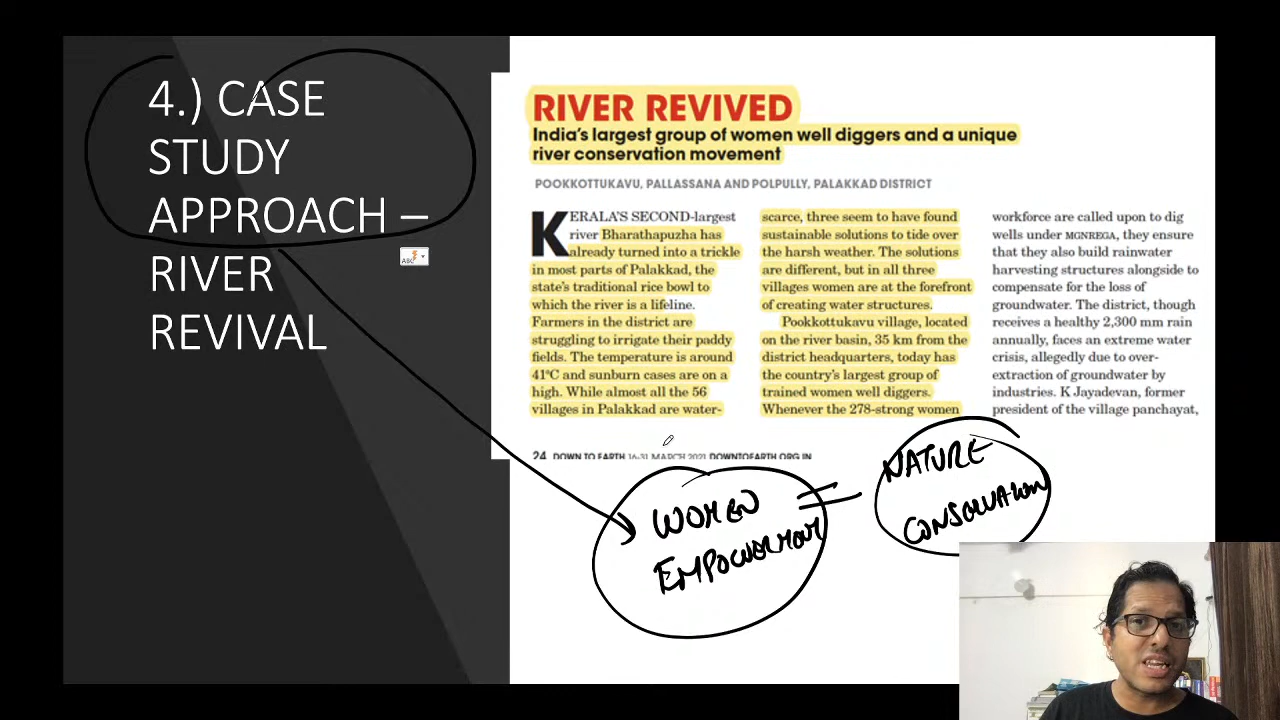 4.) CASE
STUDY
APPROACH –
RIVER
REVIVAL
ABC
RIVER REVIVED
India's largest group of women well diggers and a unique
river conservation movement
POOKKOTTUKAVU, PALLASSANA AND POLPULLY, PALAKKAD DISTRICT
KERALA'S SECOND-largest
river Bharathapuzha has
already turned into a trickle
in most parts of Palakkad, the
state's traditional rice bowl to
which the river is a lifeline.
Farmers in the district are
struggling to irrigate their paddy
fields. The temperature is around
41°C and sunburn cases are on a
high. While almost all the 56
villages in Palakkad are water-
scarce, three seem to have found
sustainable solutions to tide over
the harsh weather. The solutions
are different, but in all three
villages women are at the forefront
of creating water structures.
Pookkottukavu village, located
on the river basin, 35 km from the
district headquarters, today has
the country's largest group of
trained women well diggers.
Whenever the 278-strong women
workforce are called upon to dig
wells under MGNREGA, they ensure
that they also build rainwater
harvesting structures alongside to
compensate for the loss of
groundwater. The district, though
receives a healthy 2,300 mm rain
annually, faces an extreme water
crisis, allegedly due to over-
extraction of groundwater by
industries. K Jayadevan, former
president of the village panchayat,
24 DOWN TO EARTH 16-31 MARCH 2021 DOWNTOEARTH.ORG.IN
WOMEN
EMPOWERMENT
=
NATURE
CONSERVATION